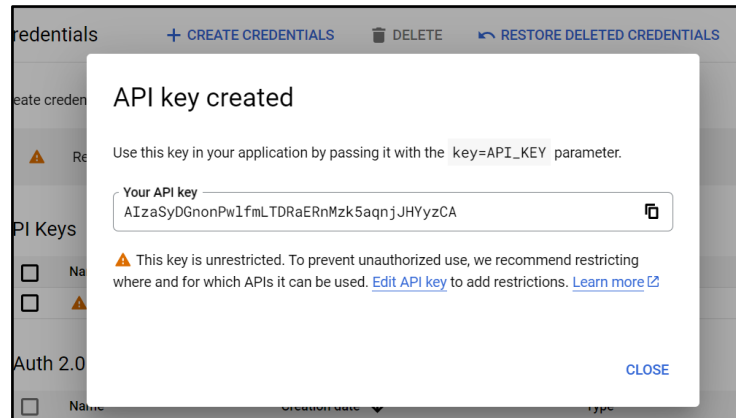 redentials + CREATE CREDENTIALS DELETE RESTORE DELETED CREDENTIALS
eate creden
API key created
Use this key in your application by passing it with the key=API_KEY parameter.
Re
Your API key
AIzaSyDGnonPwlfmLTDRaERnMzk5aqnjJHYyzCA
PI Keys
This key is unrestricted. To prevent unauthorized use, we recommend restricting
Na
where and for which APIs it can be used. Edit API key to add restrictions. Learn more
Auth 2.0
CLOSE
Name Creation date Type